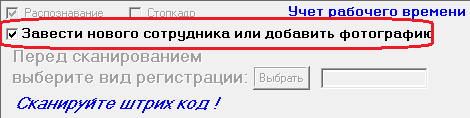 Распознавание Стопкадр Учет рабочего времени
Завести нового сотрудника или добавить фотографию
Перед сканированием
выберите вид регистрации: Выбрать
Сканируйте штрих код !